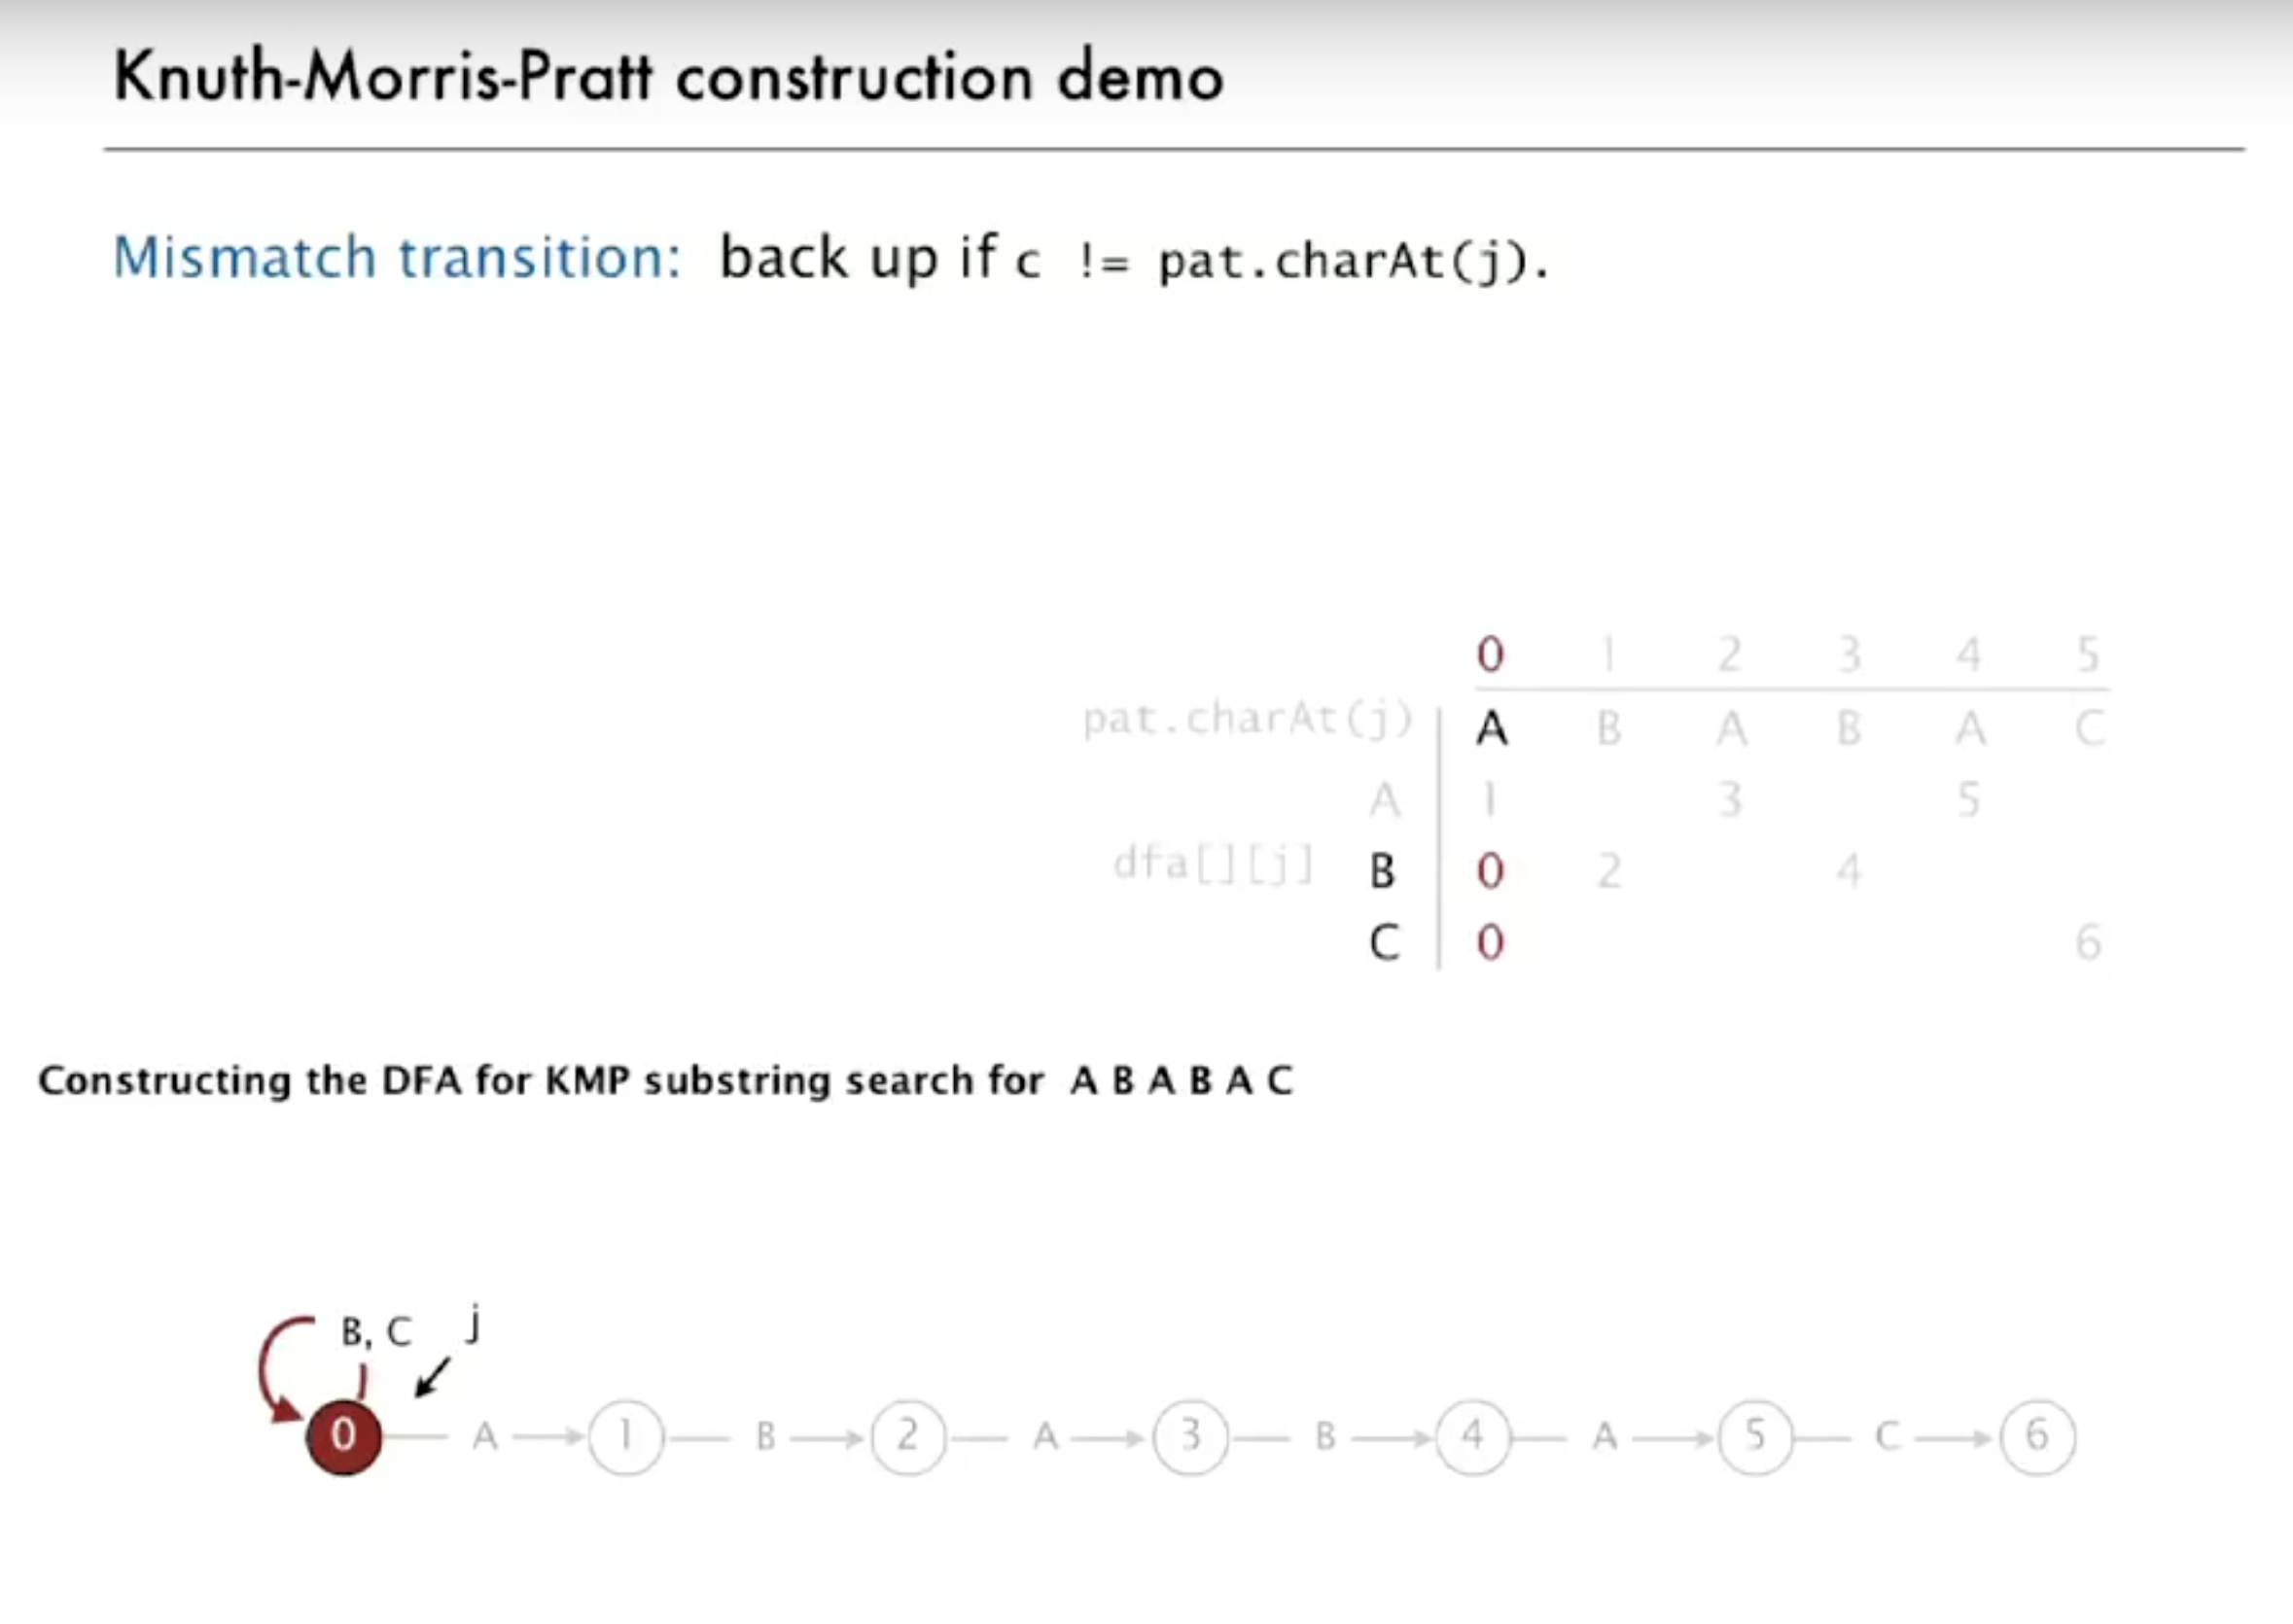 Knuth-Morris-Pratt construction demo
Mismatch transition: back up if c != pat.charAt(j).
0 1 2 3 4 5
pat.charAt(j) A B A B A C
A 1 3 5
dfa[][j] B 0 2 4
C 0 6
Constructing the DFA for KMP substring search for A B A B A C
B, C j
0 A 1 B 2 A 3 B 4 A 5 C 6